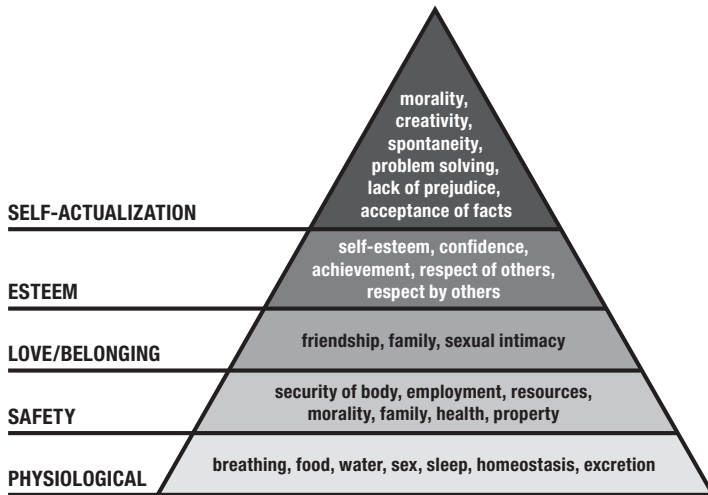 morality,
creativity,
spontaneity,
problem solving,
lack of prejudice,
acceptance of facts
SELF-ACTUALIZATION
self-esteem, confidence,
achievement, respect of others,
respect by others
ESTEEM
friendship, family, sexual intimacy
LOVE/BELONGING
security of body, employment, resources,
morality, family, health, property
SAFETY
breathing, food, water, sex, sleep, homeostasis, excretion
PHYSIOLOGICAL